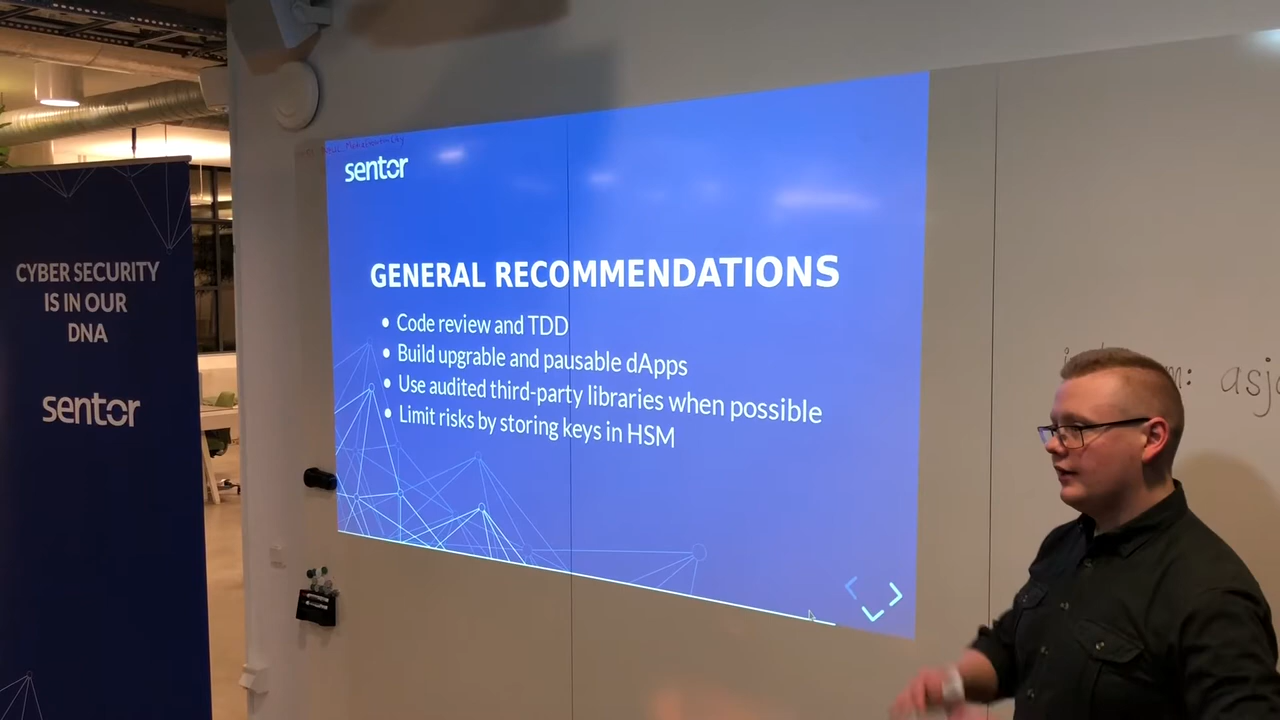 CYBER SECURITY
IS IN OUR
DNA
sentor
sentor
GENERAL RECOMMENDATIONS
• Code review and TDD
• Build upgrable and pausable dApps
• Use audited third-party libraries when possible
• Limit risks by storing keys in HSM